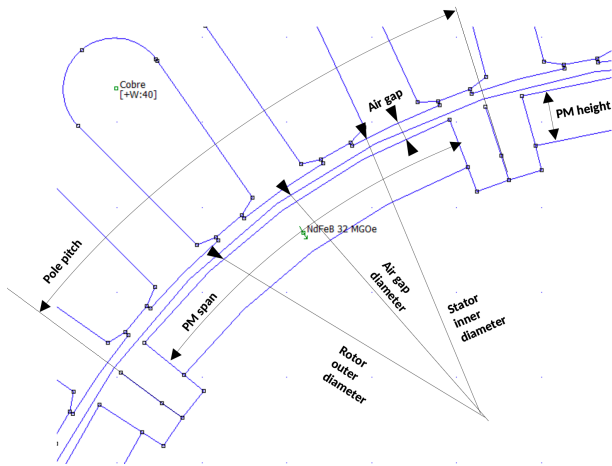 Cobre
[+W:40]
Air gap
PM height
Pole pitch
NdFeB 32 MGOe
PM span
Air gap
diameter
Stator
inner
diameter
Rotor
outer
diameter